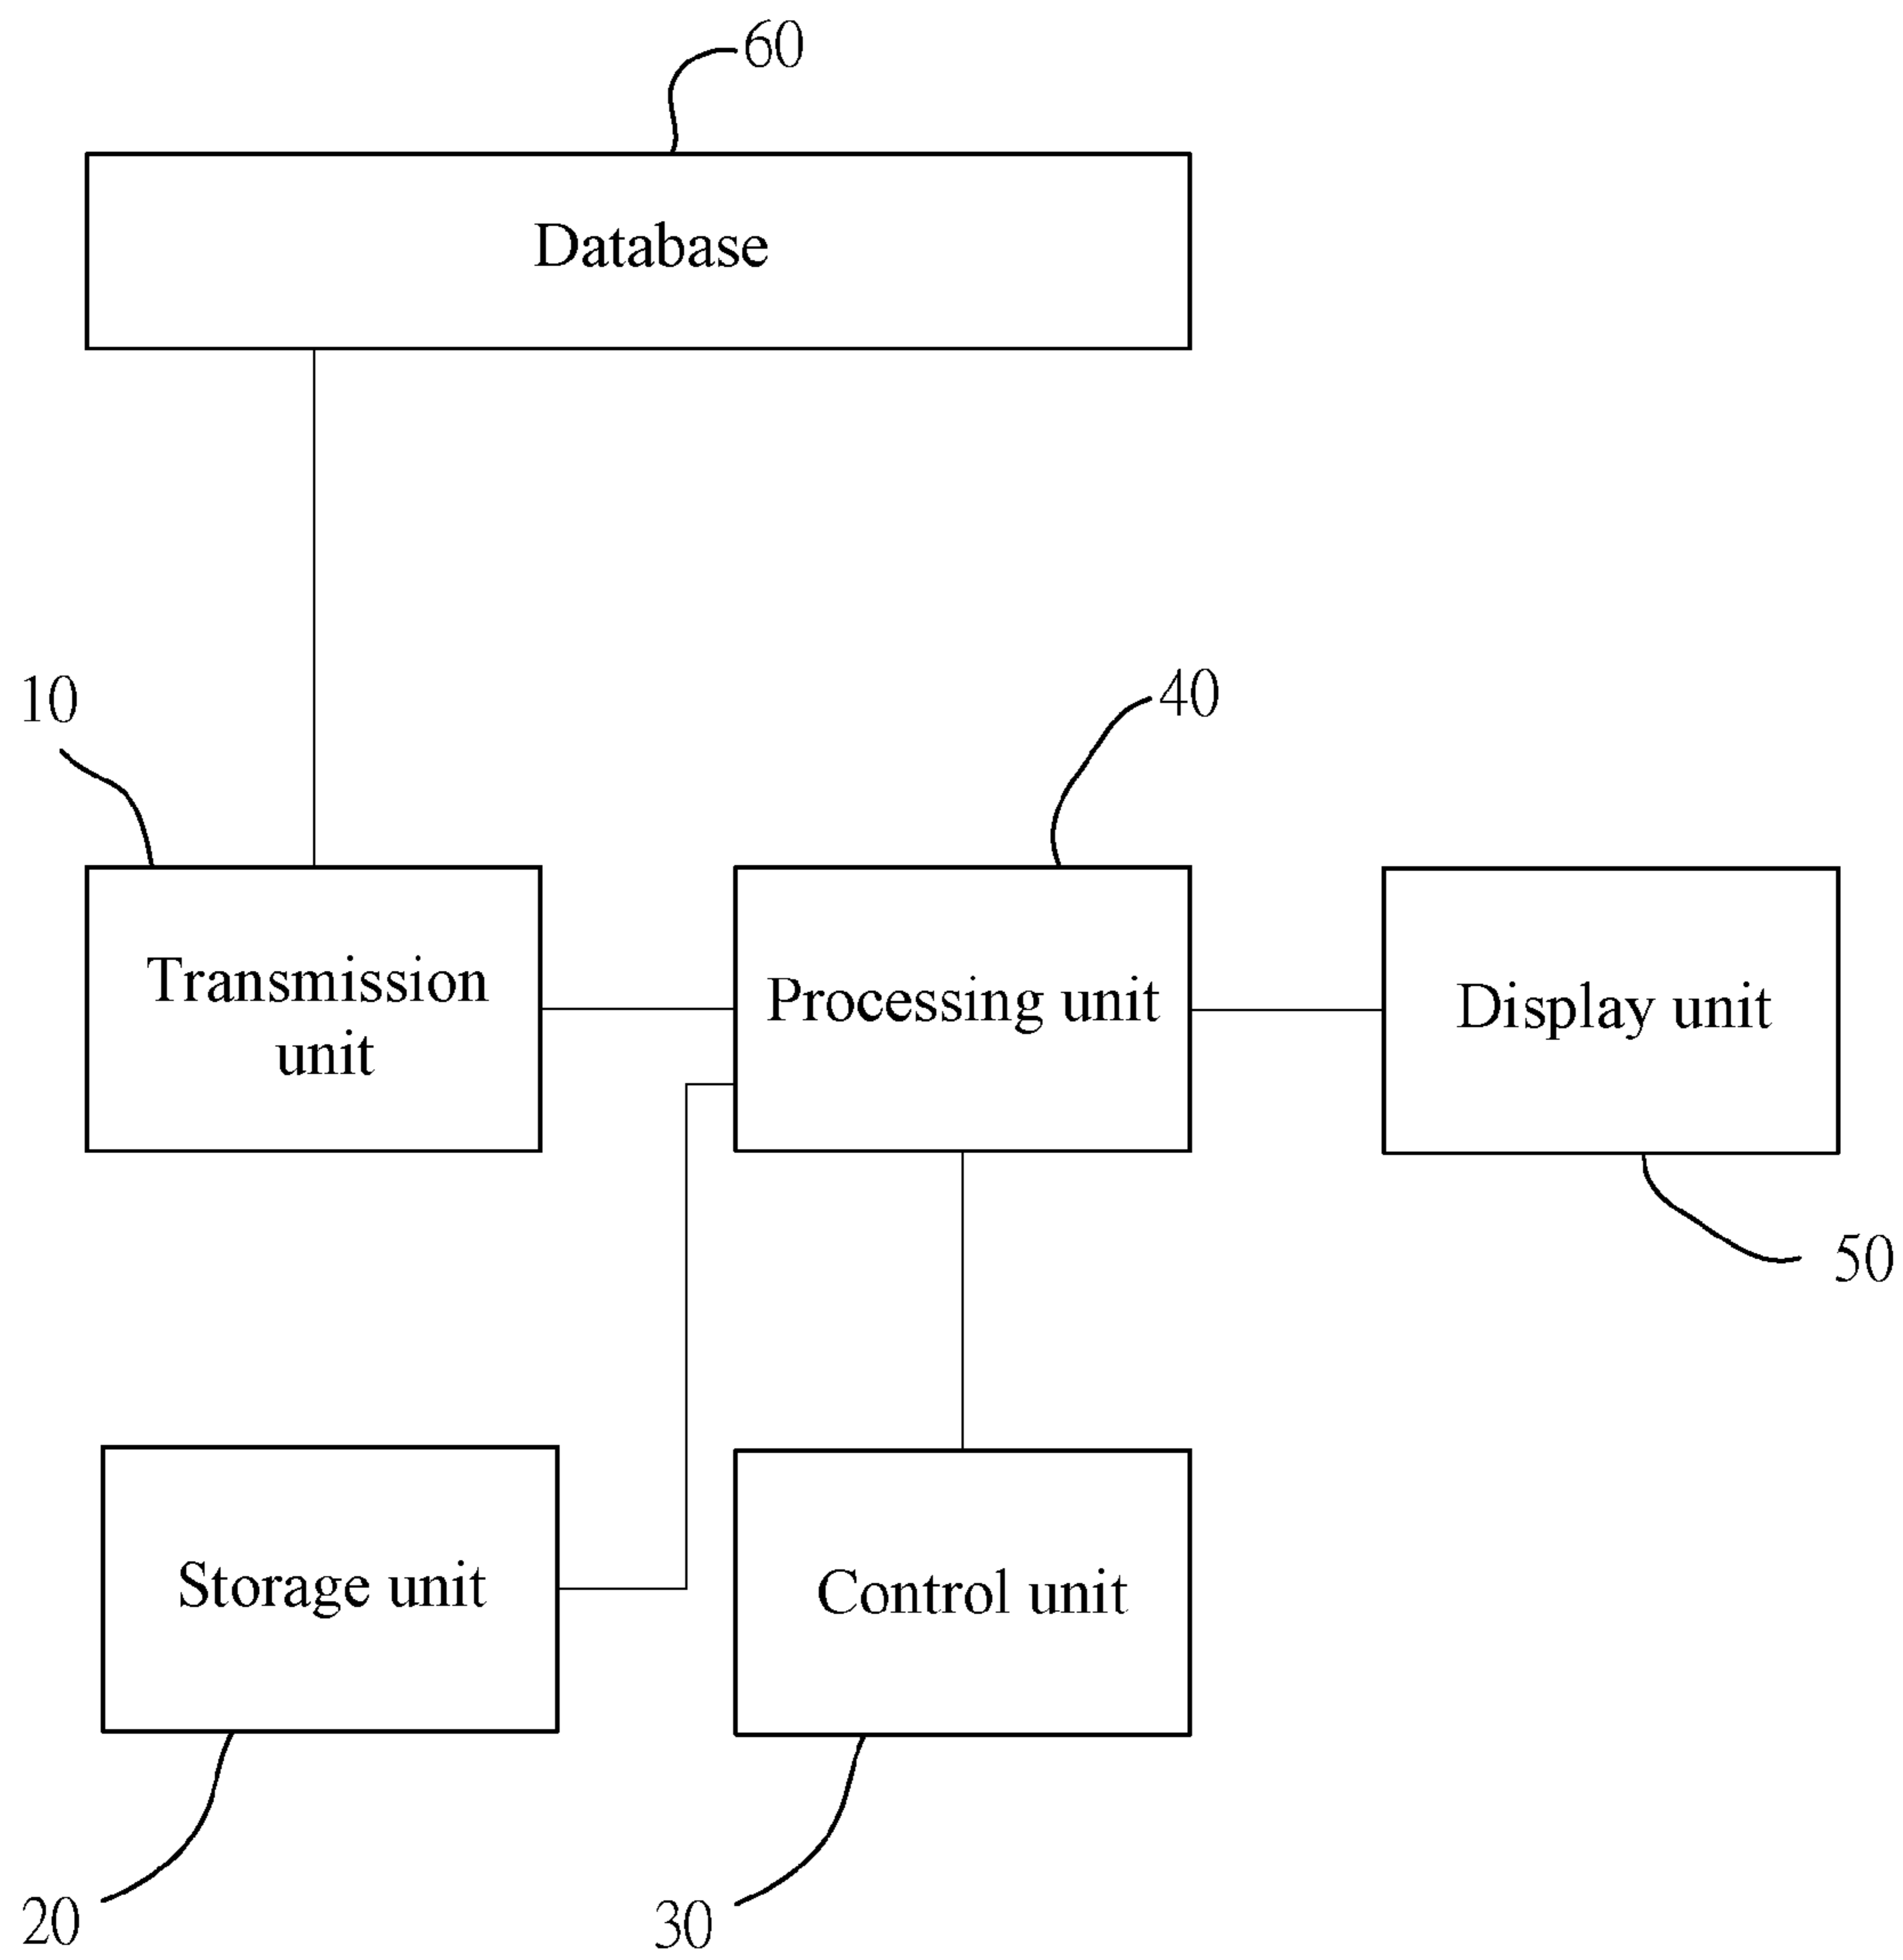 60
Database
10
40
Transmission
unit
Processing unit
Display unit
50
Storage unit
Control unit
20
30